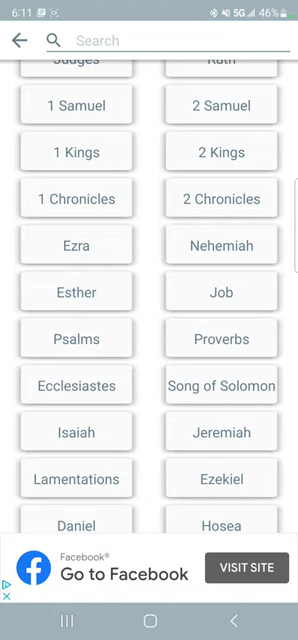 6:11 5G 46%
Search
Judges Ruth
1 Samuel 2 Samuel
1 Kings 2 Kings
1 Chronicles 2 Chronicles
Ezra Nehemiah
Esther Job
Psalms Proverbs
Ecclesiastes Song of Solomon
Isaiah Jeremiah
Lamentations Ezekiel
Daniel Hosea
Facebook®
Go to Facebook
VISIT SITE